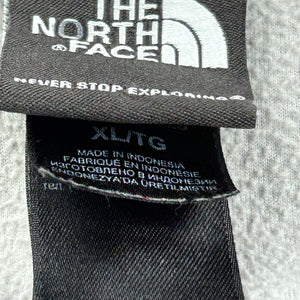 THE
NORTH
FACE
NEVER STOP EXPLORING®
XL/TG
MADE IN INDONESIA
FABRIQUÉ EN INDONÉSIE
ИЗГОТОВЛЕНО В ИНДОНЕЗИИ
ENDONEZYA'DA ÜRETILMIŞTIR